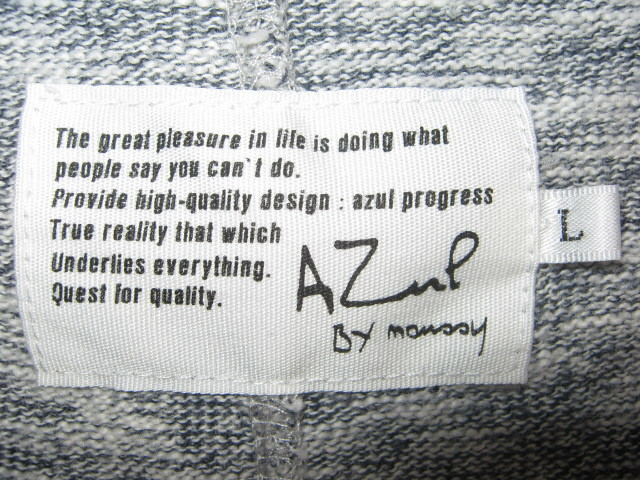 The great pleasure in life is doing what
people say you can't do.
Provide high-quality design : azul progress
True reality that which
Underlies everything.
Quest for quality.
AZul
BY moussy
L